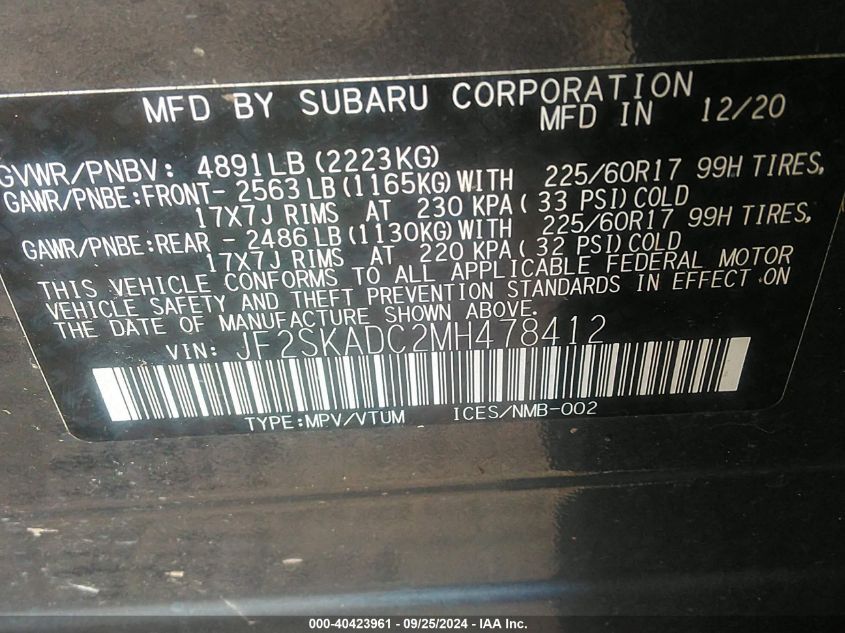 MFD BY SUBARU CORPORATION
MFD IN 12/20
GVWR/PNBV: 4891LB (2223KG)
GAWR/PNBE:FRONT- 2563LB (1165KG)WITH 225/60R17 99H TIRES,
17X7J RIMS AT 230 KPA( 33 PSI)COLD
GAWR/PNBE:REAR - 2486LB (1130KG)WITH 225/60R17 99H TIRES,
17X7J RIMS AT 220 KPA( 32 PSI)COLD
THIS VEHICLE CONFORMS TO ALL APPLICABLE FEDERAL MOTOR
VEHICLE SAFETY AND THEFT PREVENTION STANDARDS IN EFFECT ON
THE DATE OF MANUFACTURE SHOWN ABOVE.
VIN: JF2SKADC2MH478412
TYPE:MPV/VTUM ICES/NMB-002
000-40423961 / 09/25/2024 - IAA Inc.